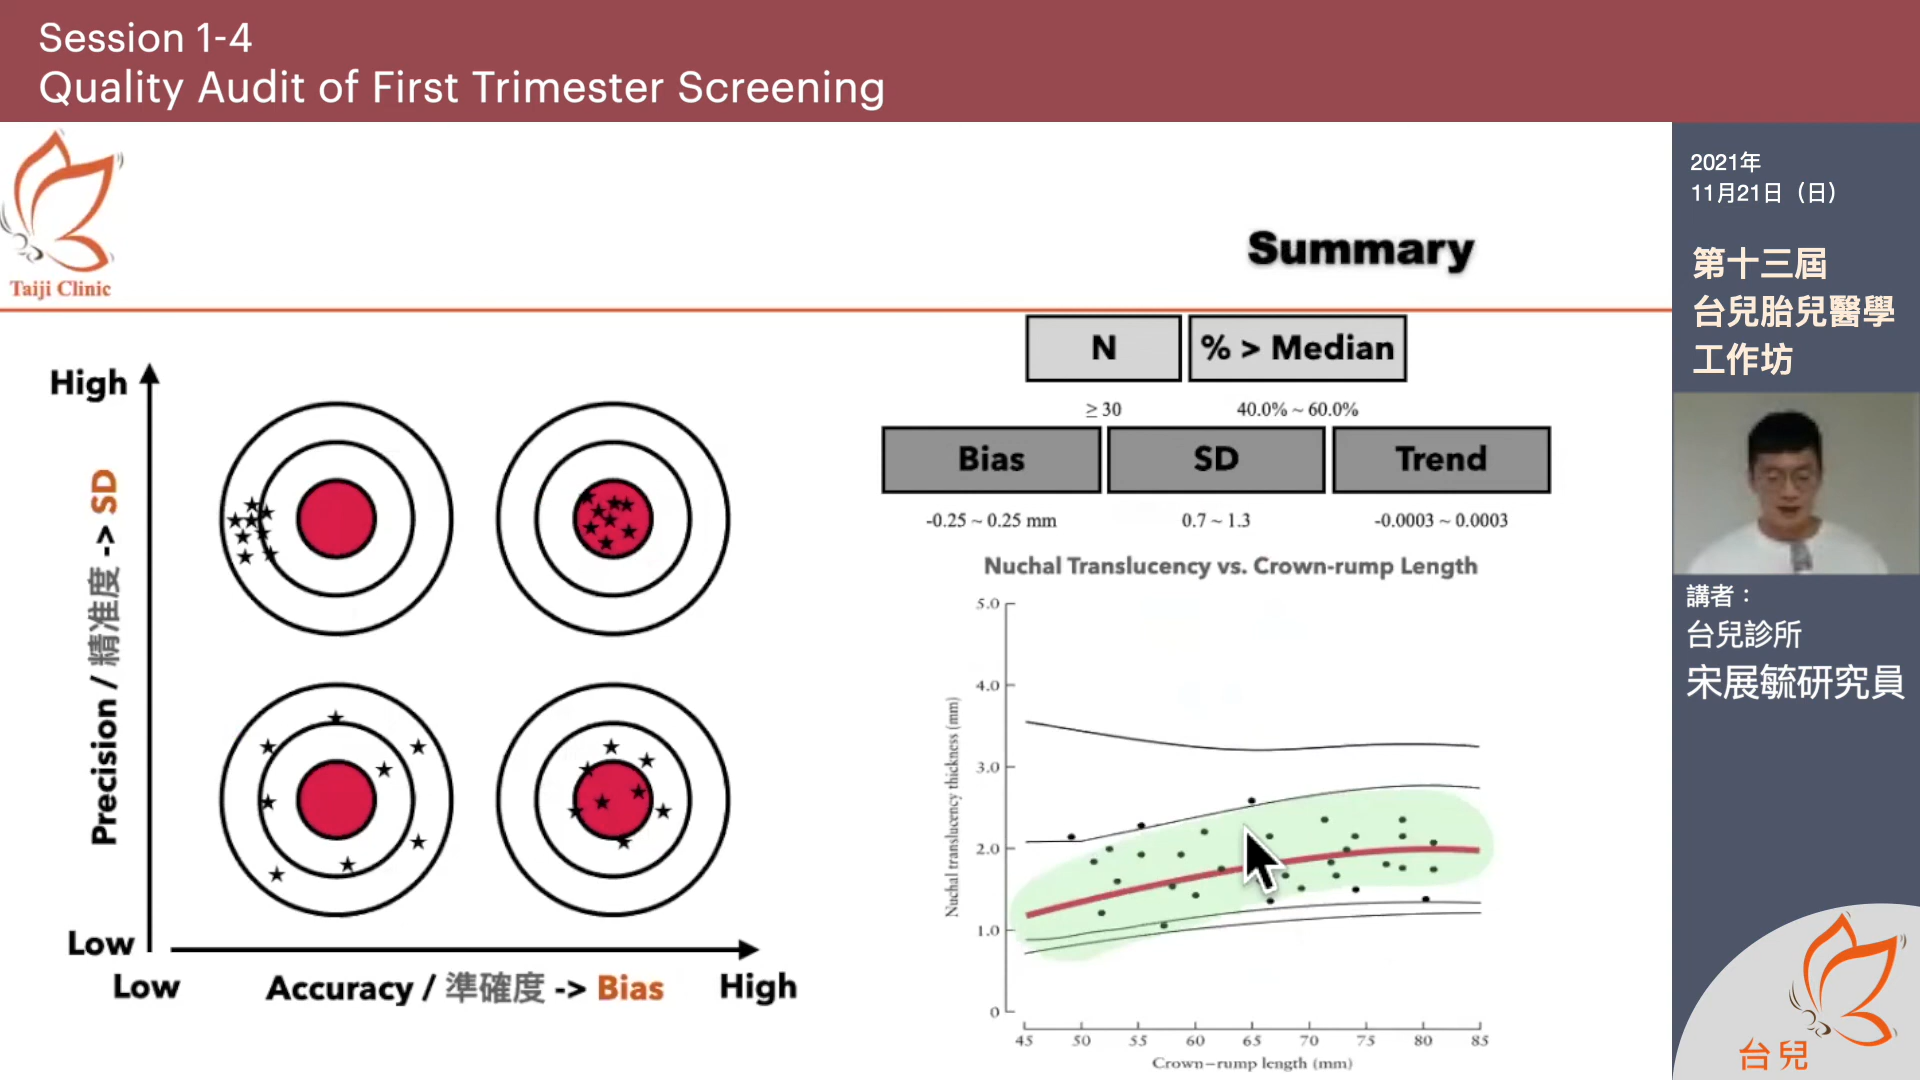 Session 1-4
Quality Audit of First Trimester Screening
Taiji Clinic
Summary
High
Low
Precision / 精准度 -> SD
Low
Accuracy / 準確度 -> Bias
High
N
% > Median
≥ 30
40.0% ~ 60.0%
Bias
SD
Trend
-0.25 ~ 0.25 mm
0.7 ~ 1.3
-0.0003 ~ 0.0003
Nuchal Translucency vs. Crown-rump Length
Nuchal translucency thickness (mm)
5.0
4.0
3.0
2.0
1.0
0
45 50 55 60 65 70 75 80 85
Crown-rump length (mm)
2021年
11月21日（日）
第十三屆
台兒胎兒醫學
工作坊
講者：
台兒診所
宋展毓研究員
台兒